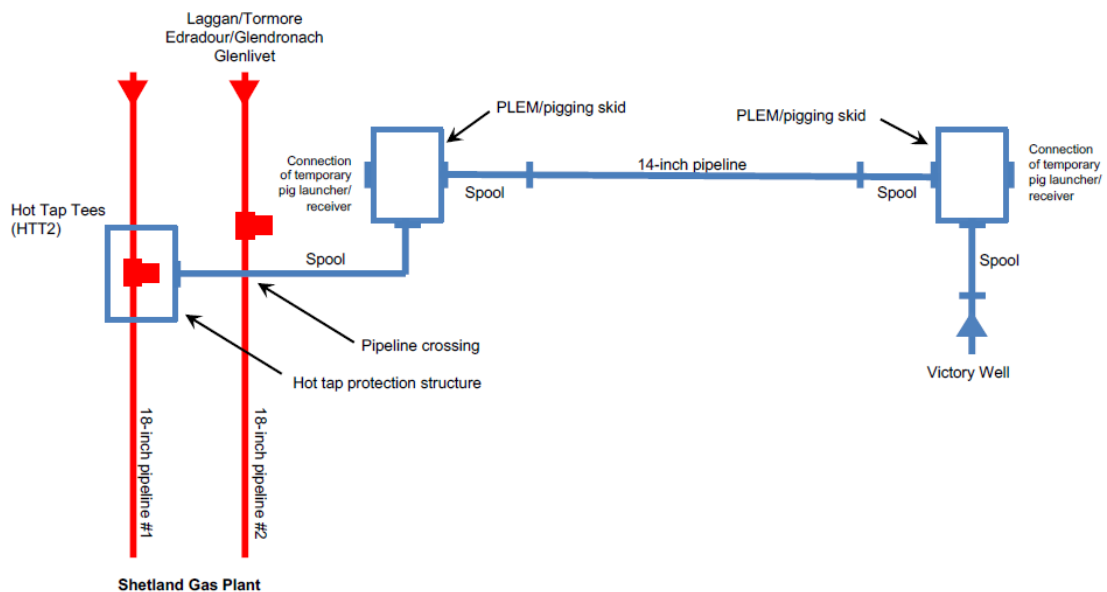 Laggan/Tormore
Edradour/Glendronach
Glenlivet
PLEM/pigging skid
PLEM/pigging skid
Connection
of temporary
pig launcher/
receiver
14-inch pipeline
Spool
Spool
Connection
of temporary
pig launcher/
receiver
Hot Tap Tees
(HTT2)
Spool
Spool
Pipeline crossing
Victory Well
Hot tap protection structure
18-inch pipeline #1
18-inch pipeline #2
Shetland Gas Plant